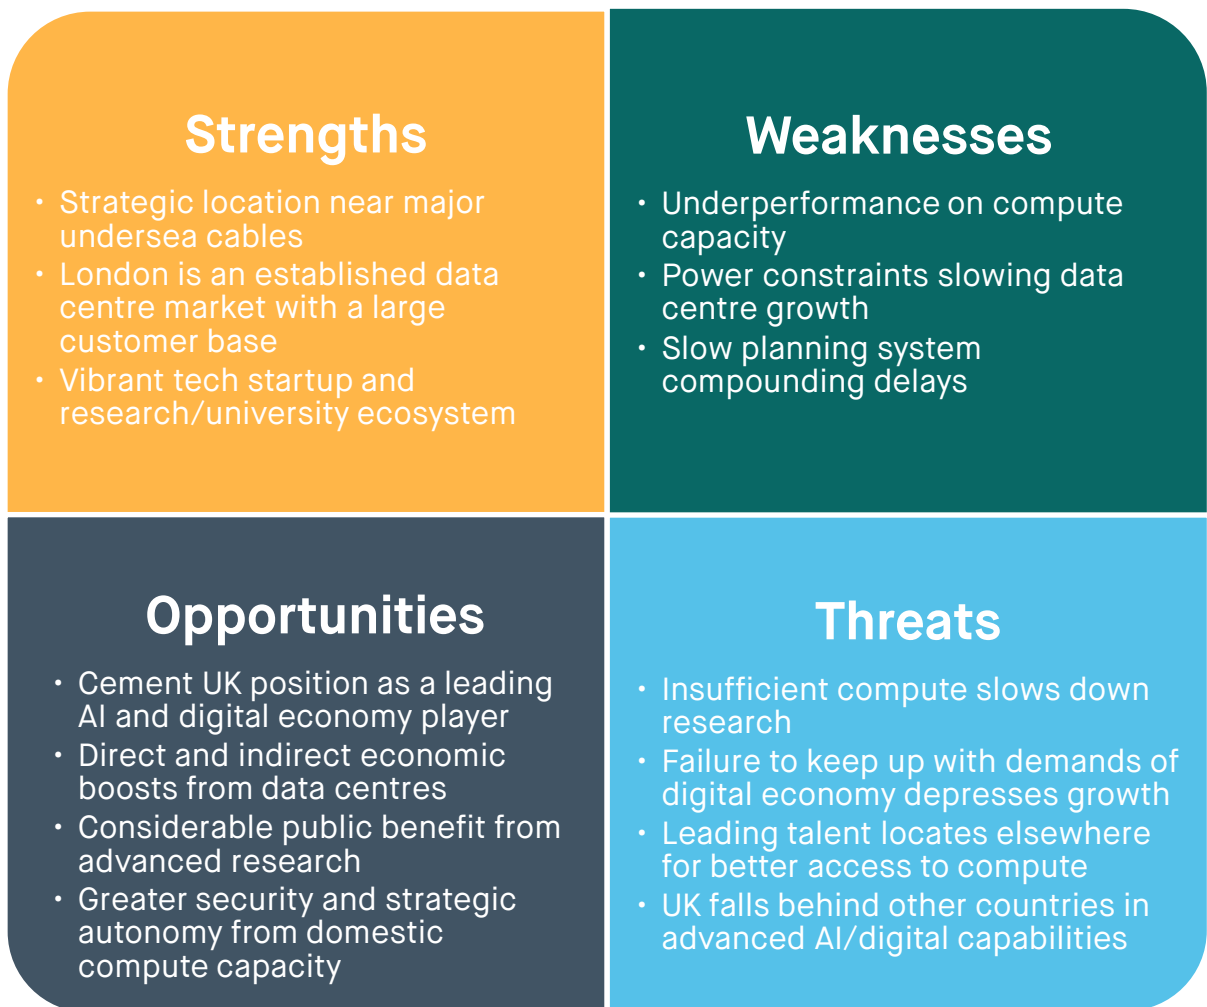 Strengths
• Strategic location near major
undersea cables
• London is an established data
centre market with a large
customer base
• Vibrant tech startup and
research/university ecosystem
Weaknesses
• Underperformance on compute
capacity
• Power constraints slowing data
centre growth
• Slow planning system
compounding delays
Opportunities
• Cement UK position as a leading
AI and digital economy player
• Direct and indirect economic
boosts from data centres
• Considerable public benefit from
advanced research
• Greater security and strategic
autonomy from domestic
compute capacity
Threats
• Insufficient compute slows down
research
• Failure to keep up with demands of
digital economy depresses growth
• Leading talent locates elsewhere
for better access to compute
• UK falls behind other countries in
advanced AI/digital capabilities